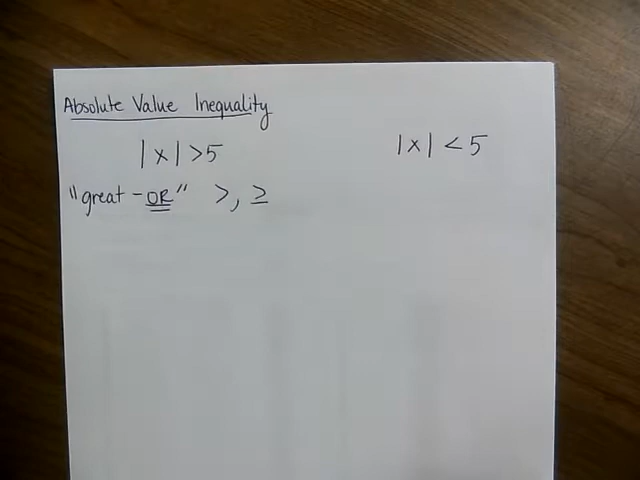 Absolute Value Inequality
|x| > 5
|x| < 5
"great-OR" >, ≥